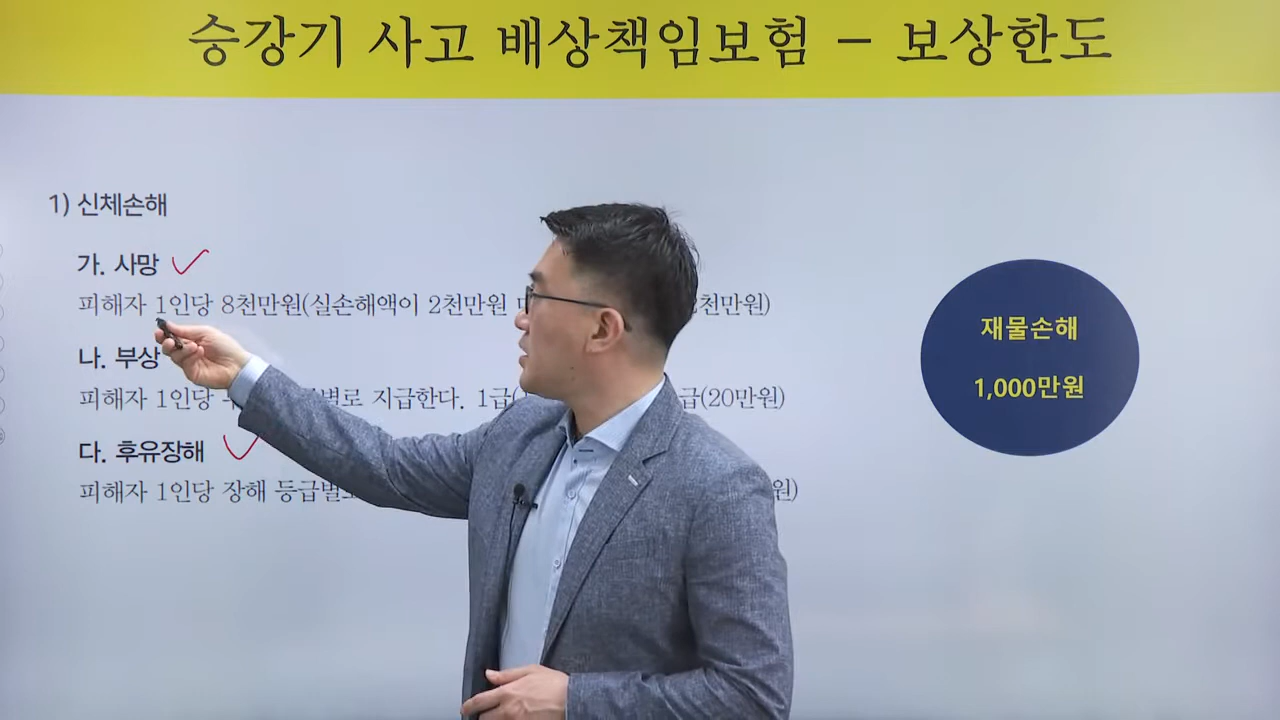 승강기 사고 배상책임보험 - 보상한도
1) 신체손해
가. 사망
피해자 1인당 8천만원(실손해액이 2천만원 천만원)
나. 부상
피해자 1인당 별로 지급한다. 1급( 급(20만원)
다. 후유장해
피해자 1인당 장해 등급별로 원)
재물손해
1,000만원